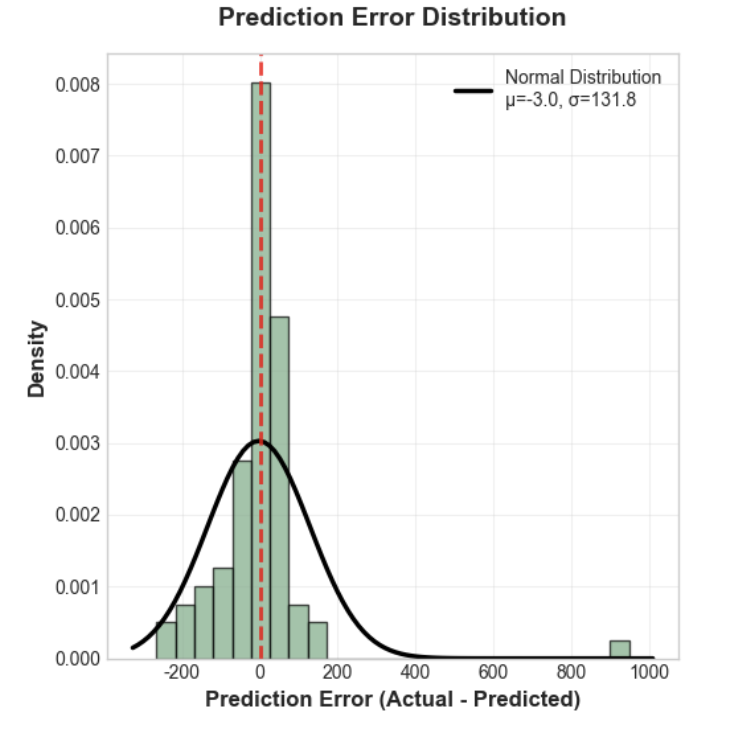 Prediction Error Distribution
Normal Distribution
μ=-3.0, σ=131.8
0.008
0.007
0.006
0.005
0.004
0.003
0.002
0.001
0.000
Density
-200 0 200 400 600 800 1000
Prediction Error (Actual - Predicted)